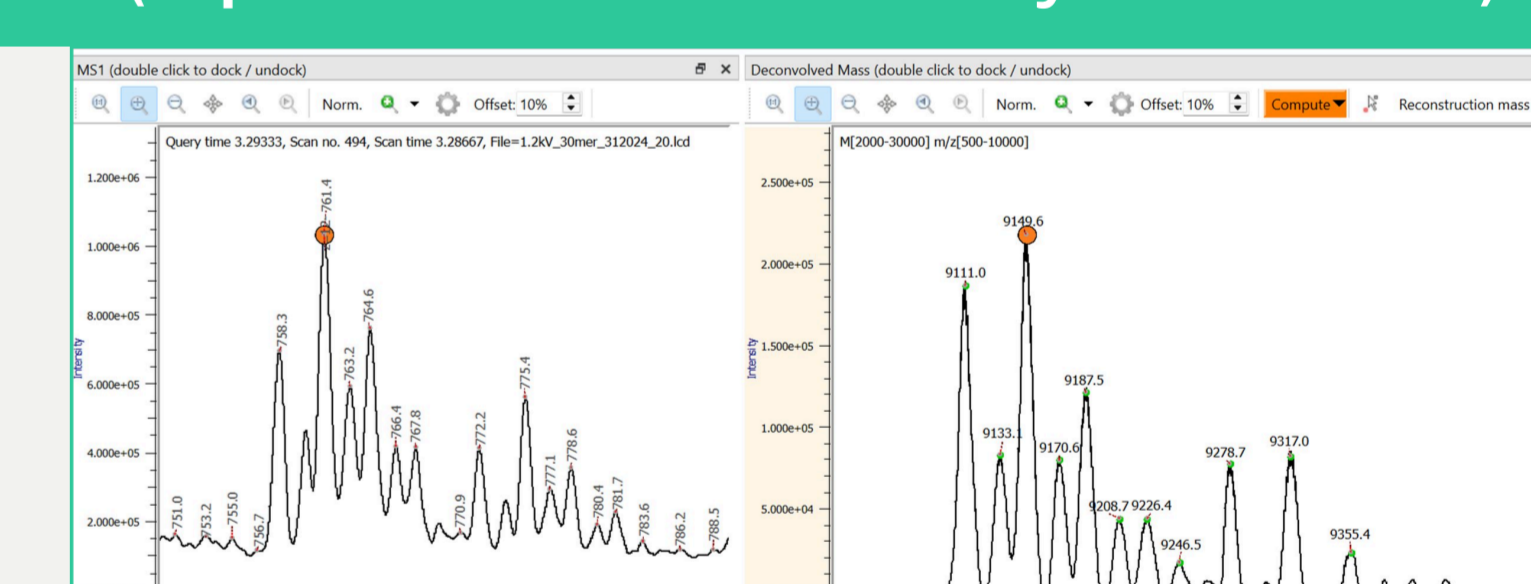 MS1 (double click to dock / undock)
Norm.
Offset: 10%
Query time 3.29333, Scan no. 494, Scan time 3.28667, File=1.2kV_30mer_312024_20.lcd
1.200e+06
1.000e+06
8.000e+05
6.000e+05
4.000e+05
2.000e+05
Intensity
751.0
753.2
755.0
756.7
758.3
761.4
763.2
764.6
766.4
767.8
770.9
772.2
775.4
777.1
778.6
780.4
781.7
783.6
786.2
788.5
Deconvolved Mass (double click to dock / undock)
Norm.
Offset: 10%
Compute
Reconstruction mass
M[2000-30000] m/z[500-10000]
2.500e+05
2.000e+05
1.500e+05
1.000e+05
5.000e+04
Intensity
9111.0
9133.1
9149.6
9170.6
9187.5
9208.7
9226.4
9246.5
9278.7
9317.0
9355.4